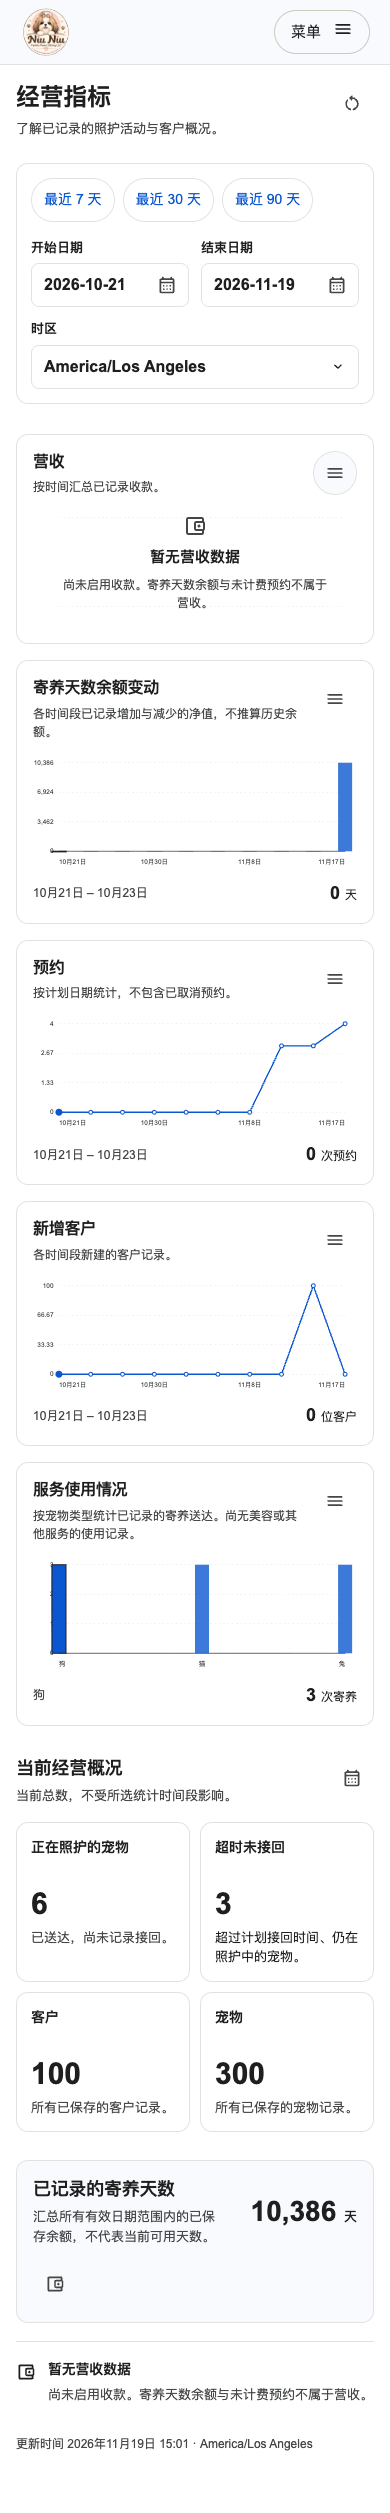 Niu Niu
菜单
经营指标
了解已记录的照护活动与客户概况。
最近 7 天
最近 30 天
最近 90 天
开始日期
结束日期
2026-10-21
2026-11-19
时区
America/Los Angeles
营收
按时间汇总已记录收款。
暂无营收数据
尚未启用收款。寄养天数余额与未计费预约不属于
营收。
寄养天数余额变动
各时间段已记录增加与减少的净值，不推算历史余
额。
10,386
6,924
3,462
0
10月21日
10月30日
11月8日
11月17日
10月21日 – 10月23日
0 天
预约
按计划日期统计，不包含已取消预约。
4
2.67
1.33
0
10月21日
10月30日
11月8日
11月17日
10月21日 – 10月23日
0 次预约
新增客户
各时间段新建的客户记录。
100
66.67
33.33
0
10月21日
10月30日
11月8日
11月17日
10月21日 – 10月23日
0 位客户
服务使用情况
按宠物类型统计已记录的寄养送达。尚无美容或其
他服务的使用记录。
狗
猫
兔
狗
3 次寄养
当前经营概况
当前总数，不受所选统计时间段影响。
正在照护的宠物
6
已送达，尚未记录接回。
超时未接回
3
超过计划接回时间、仍在
照护中的宠物。
客户
100
所有已保存的客户记录。
宠物
300
所有已保存的宠物记录。
已记录的寄养天数
汇总所有有效日期范围内的已保
存余额，不代表当前可用天数。
10,386 天
暂无营收数据
尚未启用收款。寄养天数余额与未计费预约不属于营收。
更新时间 2026年11月19日 15:01 · America/Los Angeles